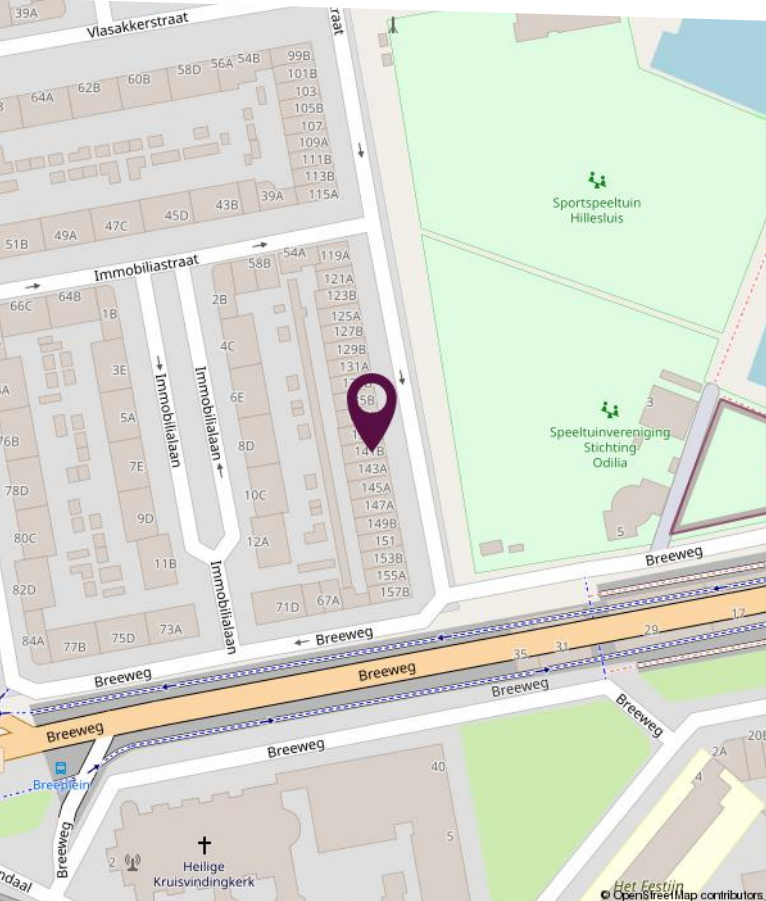 39A
Vlasakkerstraat
raat
99B
54B
56A
58D
60B
62B
64A
101B
103
105B
107
109A
111B
113B
115A
39A
43B
45D
47C
49A
51B
Sportspeeltuin
Hillesluis
Immobiliastraat
54A
58B
119A
121A
123B
125A
127B
129B
131A
2B
4C
6E
8D
10C
12A
66C
64B
1B
3E
5A
7E
9D
11B
Immobilialaan
Immobilialaan
Immobilialaan
141B
143A
145A
147A
149B
151
153B
155A
157B
76B
78D
80C
82D
84A
77B
75D
73A
71D
67A
3
Speeltuinvereniging
Stichting
Odilia
5
Breeweg
Breeweg
Breeweg
Breeweg
Breeweg
35
31
29
17
Breeweg
Breeweg
Breeweg
Breeweg
Breeplein
40
5
2
Heilige
Kruisvindingkerk
2A
4
Het Festijn
ndaal
© OpenStreetMap contributors